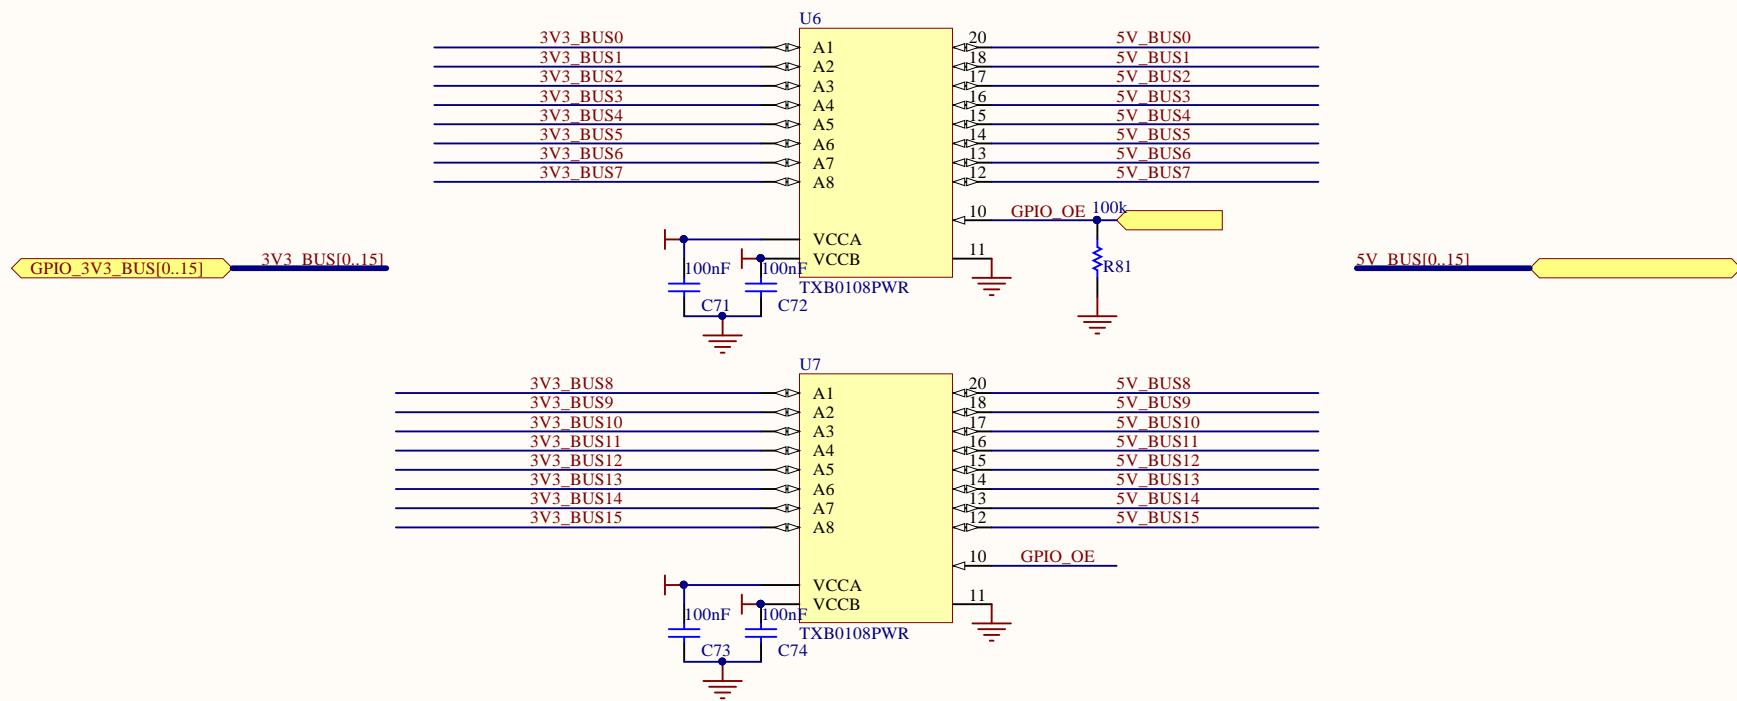 U6
3V3_BUS0 A1 20 5V_BUS0
3V3_BUS1 A2 18 5V_BUS1
3V3_BUS2 A3 17 5V_BUS2
3V3_BUS3 A4 16 5V_BUS3
3V3_BUS4 A5 15 5V_BUS4
3V3_BUS5 A6 14 5V_BUS5
3V3_BUS6 A7 13 5V_BUS6
3V3_BUS7 A8 12 5V_BUS7
10 GPIO_OE 100k
VCCA
VCCB 11
GPIO_3V3_BUS[0..15] 3V3_BUS[0..15] 100nF 100nF R81 5V_BUS[0..15]
TXB0108PWR
C71 C72
U7
3V3_BUS8 A1 20 5V_BUS8
3V3_BUS9 A2 18 5V_BUS9
3V3_BUS10 A3 17 5V_BUS10
3V3_BUS11 A4 16 5V_BUS11
3V3_BUS12 A5 15 5V_BUS12
3V3_BUS13 A6 14 5V_BUS13
3V3_BUS14 A7 13 5V_BUS14
3V3_BUS15 A8 12 5V_BUS15
10 GPIO_OE
VCCA
VCCB 11
100nF 100nF
TXB0108PWR
C73 C74